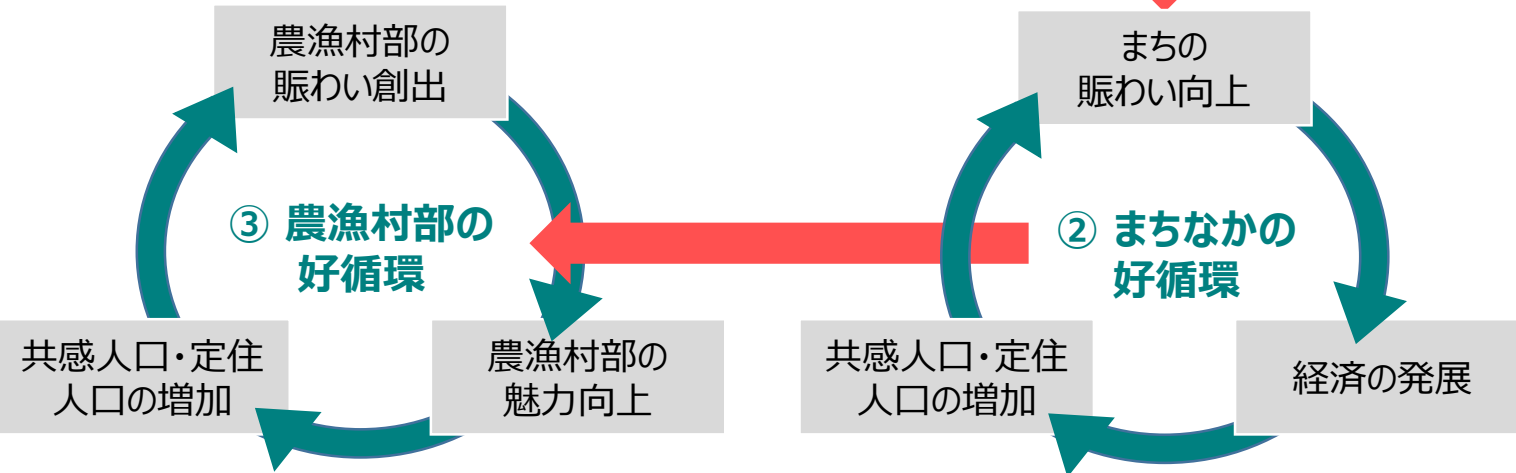 農漁村部の
賑わい創出
③ 農漁村部の
好循環
共感人口・定住
人口の増加
農漁村部の
魅力向上
まちの
賑わい向上
② まちなかの
好循環
共感人口・定住
人口の増加
経済の発展